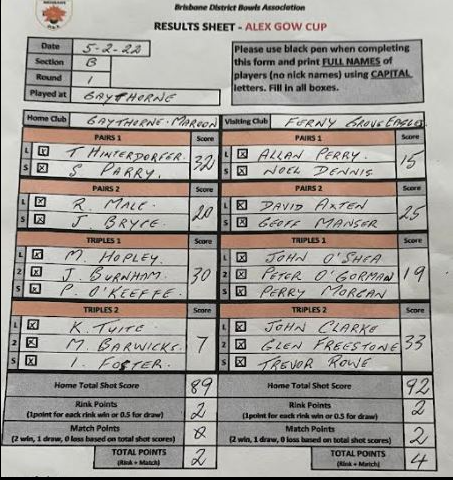 Brisbane District Bowls Association
RESULTS SHEET - ALEX GOW CUP
Date 5-2-22
Section B
Round 1
Played at GAYTHORNE
Please use black pen when completing
this form and print FULL NAMES of
players (no nick names) using CAPITAL
letters. Fill in all boxes.
Home Club GAYTHORNE MAROON Visiting Club FERNY GROVE EAGLES
PAIRS 1 Score PAIRS 1 Score
L X T HINTERDORFER. 32 L X ALLAN PERRY. 15
S X S. PARRY. S X NOEL DENNIS
PAIRS 2 Score PAIRS 2 Score
L X R. MALE. 20 L X DAVID AXTEN 25
S X J. BRYCE. S X GEOFF MANSER
TRIPLES 1 Score TRIPLES 1 Score
L X M. HOPLEY. L X JOHN O'SHEA
2 X J. BURNHAM. 30 2 X PETER O'GORMAN 19
S X P. O'KEEFFE. S X PERRY MORGAN
TRIPLES 2 Score TRIPLES 2 Score
L X K. TUITE. L X JOHN CLARKE
2 X M. BARWICKS. 7 2 X GLEN FREESTONE 33
S X I. FOSTER. S X TREVOR ROWE
Home Total Shot Score 89 Home Total Shot Score 92
Rink Points 2 Rink Points 2
(1point for each rink win or 0.5 for draw) (1point for each rink win or 0.5 for draw)
Match Points 0 Match Points 2
(2 win, 1 draw, 0 loss based on total shot scores) (2 win, 1 draw, 0 loss based on total shot scores)
TOTAL POINTS 2 TOTAL POINTS 4
(Rink + Match) (Rink + Match)